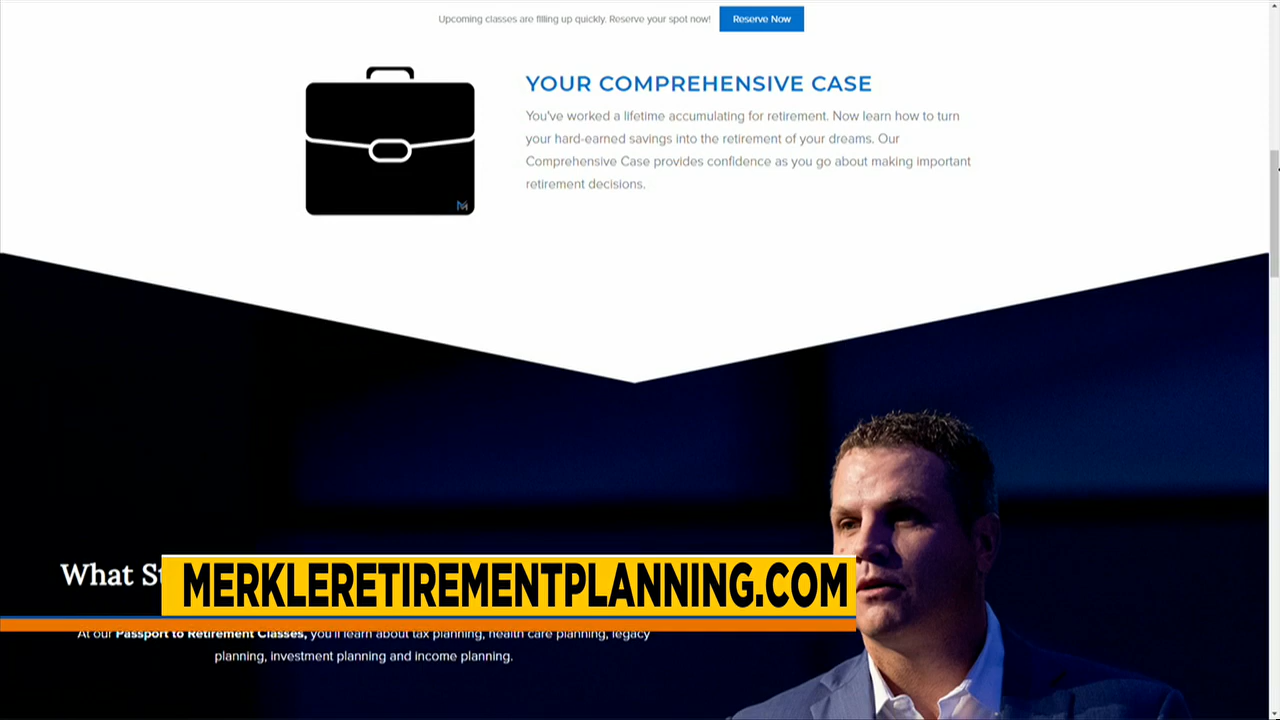 Upcoming classes are filling up quickly. Reserve your spot now! Reserve Now
YOUR COMPREHENSIVE CASE
You've worked a lifetime accumulating for retirement. Now learn how to turn
your hard-earned savings into the retirement of your dreams. Our
Comprehensive Case provides confidence as you go about making important
retirement decisions.
What
MERKLERETIREMENTPLANNING.COM
At our Passport to Retirement Classes, you'll learn about tax planning, health care planning, legacy
planning, investment planning and income planning.